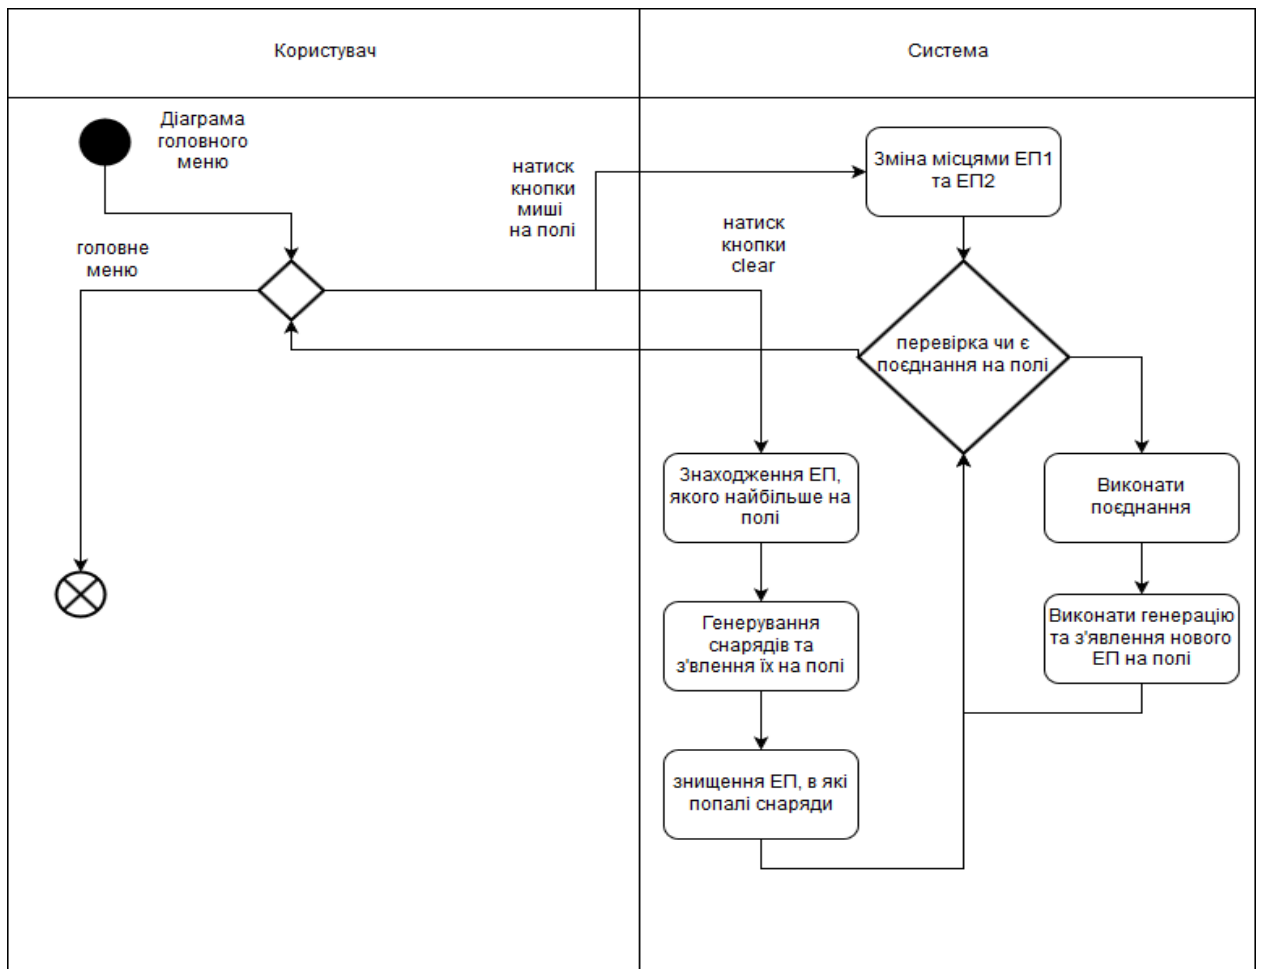 Користувач
Система
Діаграма
головного
меню
натиск
кнопки
миші
на полі
Зміна місцями ЕП1
та ЕП2
натиск
кнопки
clear
головне
меню
перевірка чи є
поєднання на полі
Знаходження ЕП,
якого найбільше на
полі
Виконати
поєднання
Генерування
снарядів та
з'влення їх на полі
Виконати генерацію
та з'явлення нового
ЕП на полі
знищення ЕП, в які
попалі снаряди